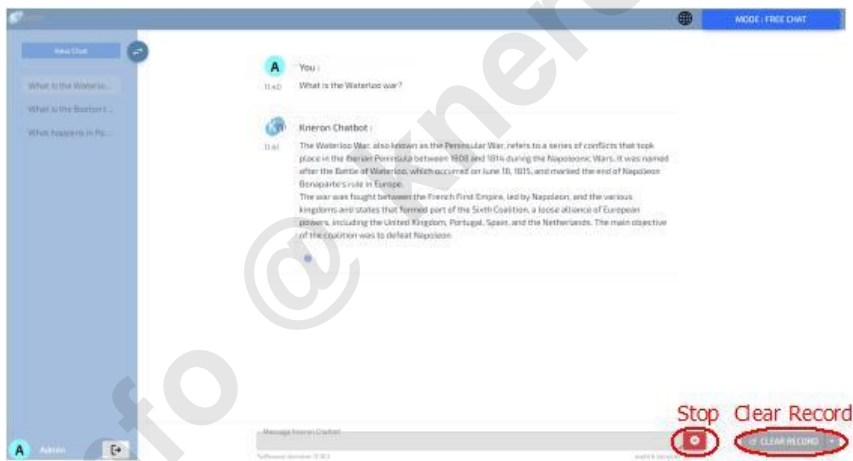 MODE : FREE CHAT
New Chat
What is the Waterlo...
What is the Boston t...
What happens in Pa...
A
You :
11:40
What is the Waterloo war?
Kneron Chatbot :
11:41
The Waterloo War, also known as the Peninsular War, refers to a series of conflicts that took
place in the Iberian Peninsula between 1808 and 1814 during the Napoleonic Wars. It was named
after the Battle of Waterloo, which occurred on June 18, 1815, and marked the end of Napoleon
Bonaparte's rule in Europe.
The war was fought between the French First Empire, led by Napoleon, and the various
kingdoms and states that formed part of the Sixth Coalition, a loose alliance of European
powers, including the United Kingdom, Portugal, Spain, and the Netherlands. The main objective
of the coalition was to defeat Napoleon
Stop Clear Record
Message Kneron Chatbot
CLEAR RECORD
A Admin
Software Version
info @ kner